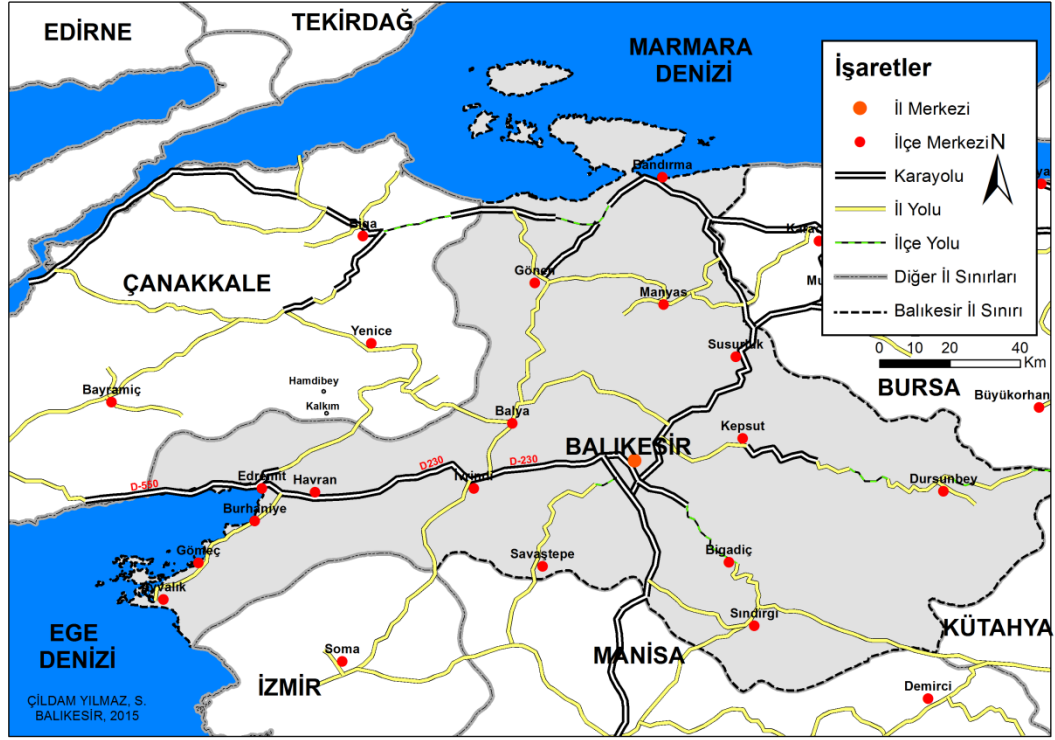 EDİRNE
TEKİRDAĞ
MARMARA
DENİZİ
İşaretler
İl Merkezi
İlçe Merkezi
N
Karayolu
İl Yolu
İlçe Yolu
Diğer İl Sınırları
Balıkesir İl Sınırı
0 20 40
Km
Bandırma
Biga
ÇANAKKALE
Gönen
Manyas
Yenice
Susurluk
BURSA
Hamdibey
Kalkım
Bayramiç
Büyükorhan
Balya
Kepsut
BALIKESİR
D-550
D230
D-230
Edremit
Havran
İvrindi
Dursunbey
Burhaniye
Gömeç
Savaştepe
Bigadiç
Ayvalık
Sındırgı
EGE
DENİZİ
Soma
İZMİR
MANİSA
KÜTAHYA
Demirci
ÇİLDAM YILMAZ, S.
BALIKESİR, 2015